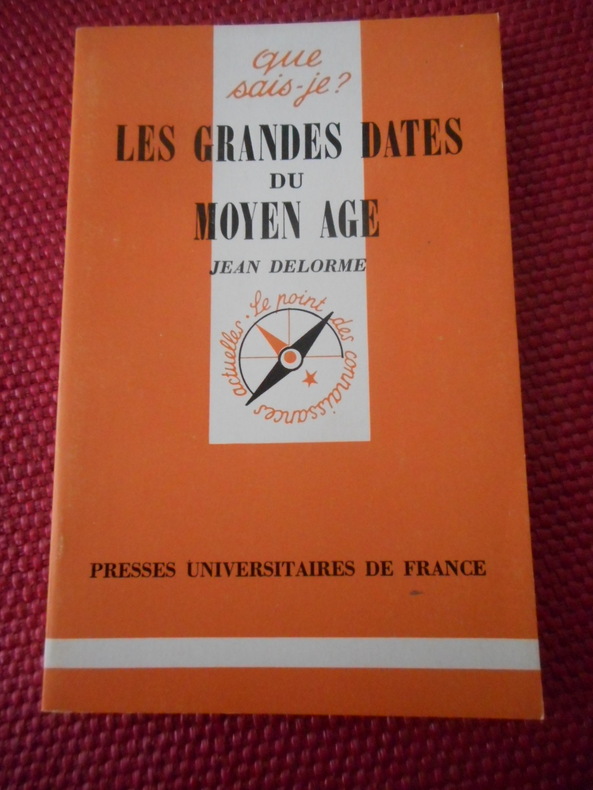 que
sais-je?
LES GRANDES DATES
DU
MOYEN AGE
JEAN DELORME
Le point des connaissances actuelles.
PRESSES UNIVERSITAIRES DE FRANCE